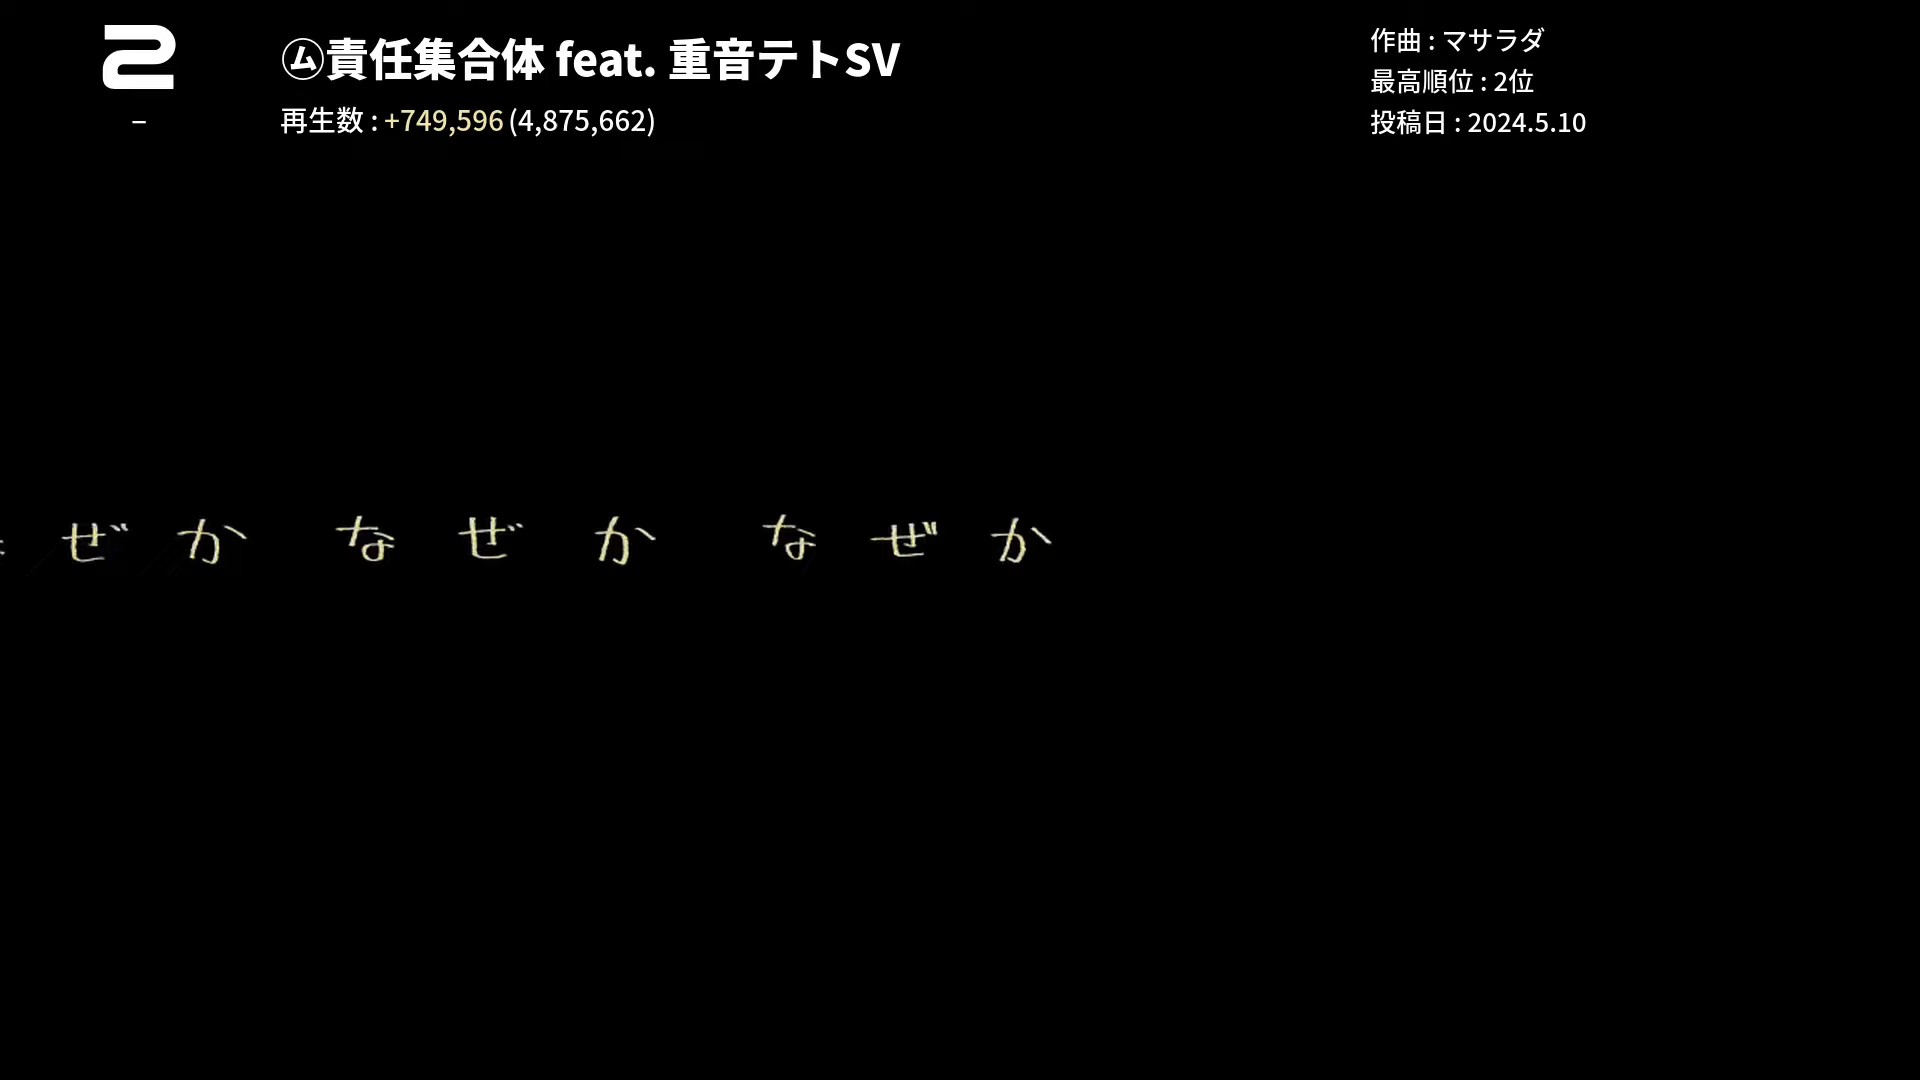 2
–
㋰責任集合体 feat. 重音テトSV
再生数 : +749,596 (4,875,662)
作曲 : マサラダ
最高順位 : 2位
投稿日 : 2024.5.10
ぜか なぜか なぜか